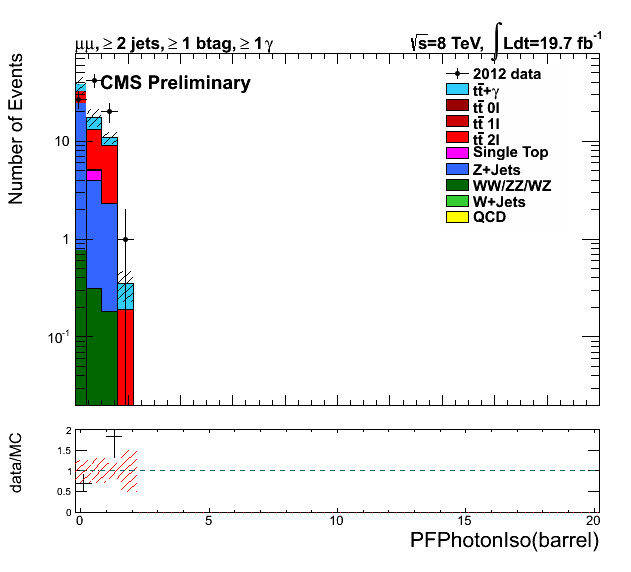 μμ, ≥ 2 jets, ≥ 1 btag, ≥ 1 γ
√s=8 TeV, ∫Ldt=19.7 fb⁻¹
CMS Preliminary
2012 data
tt̄+γ
tt̄ 0l
tt̄ 1l
tt̄ 2l
Single Top
Z+Jets
WW/ZZ/WZ
W+Jets
QCD
Number of Events
10
1
10⁻¹
data/MC
2
1.5
1
0.5
0
0 5 10 15 20
PFPhotonIso(barrel)